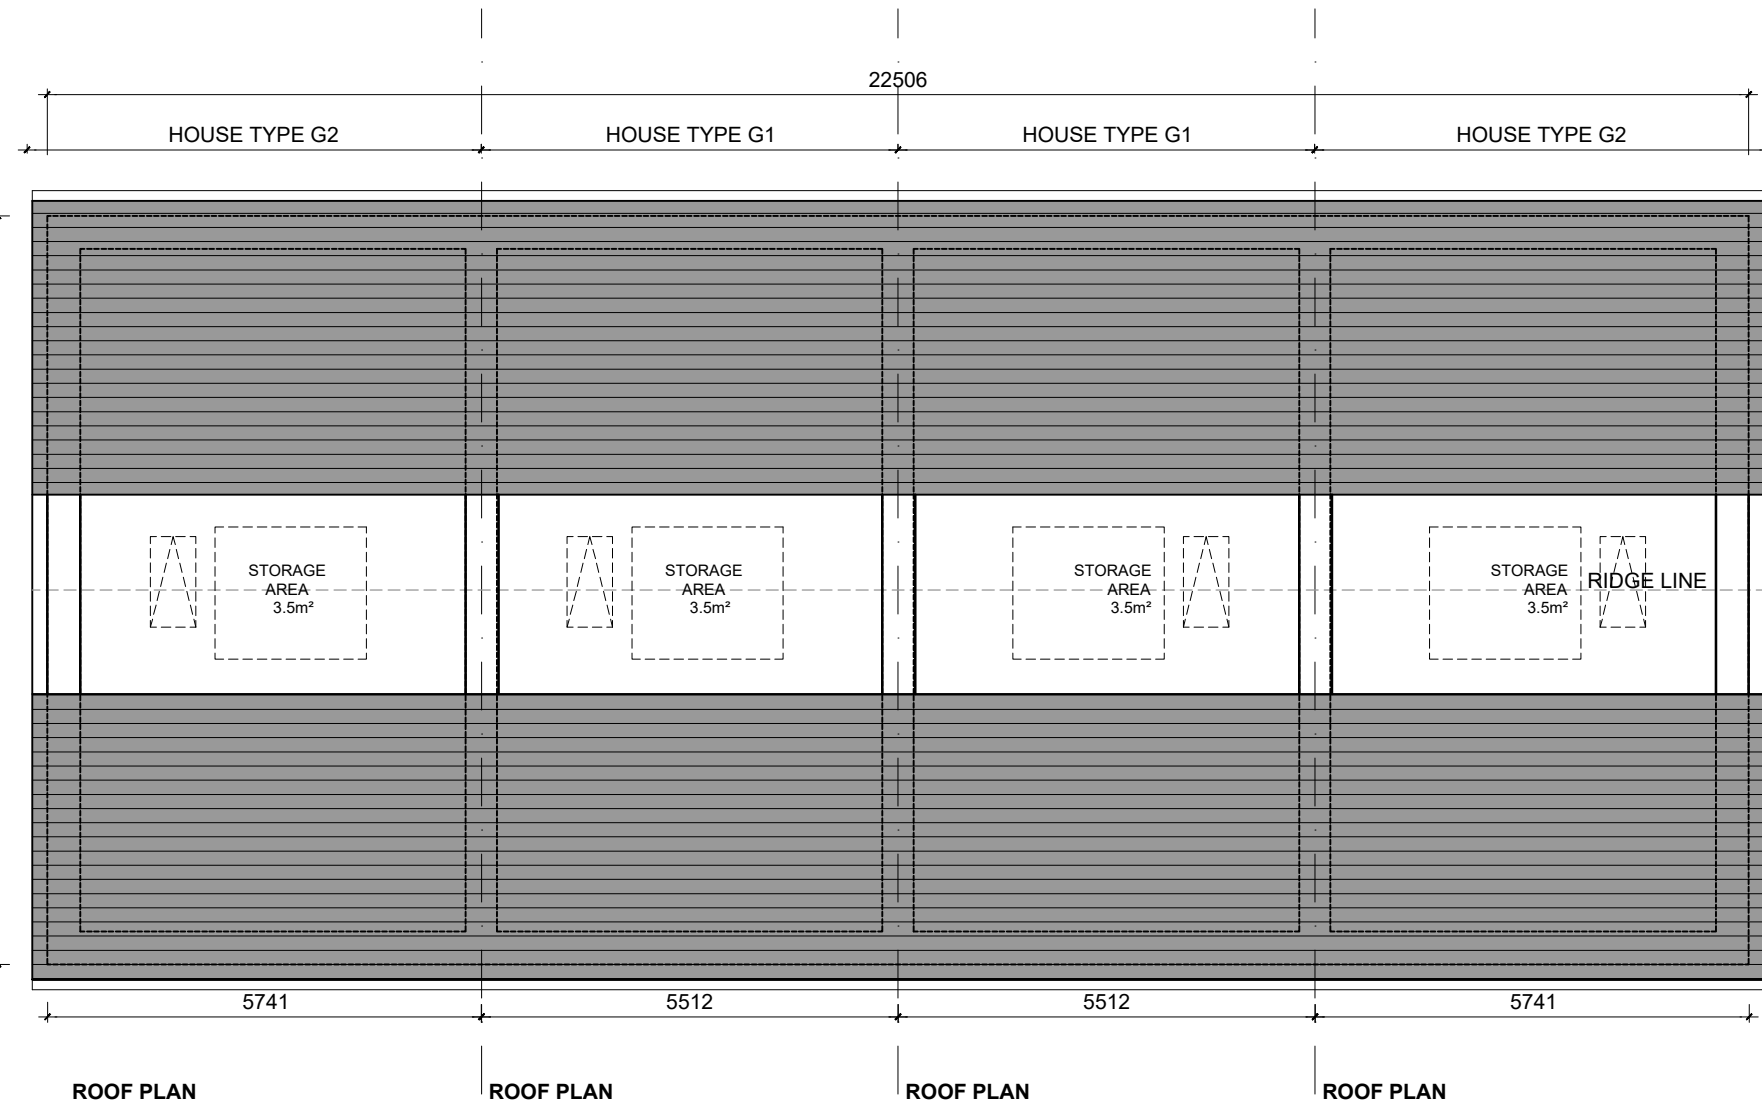 22506
HOUSE TYPE G2
HOUSE TYPE G1
HOUSE TYPE G1
HOUSE TYPE G2
STORAGE
AREA
3.5m²
STORAGE
AREA
3.5m²
STORAGE
AREA
3.5m²
STORAGE
AREA
3.5m²
RIDGE LINE
5741
5512
5512
5741
ROOF PLAN
ROOF PLAN
ROOF PLAN
ROOF PLAN